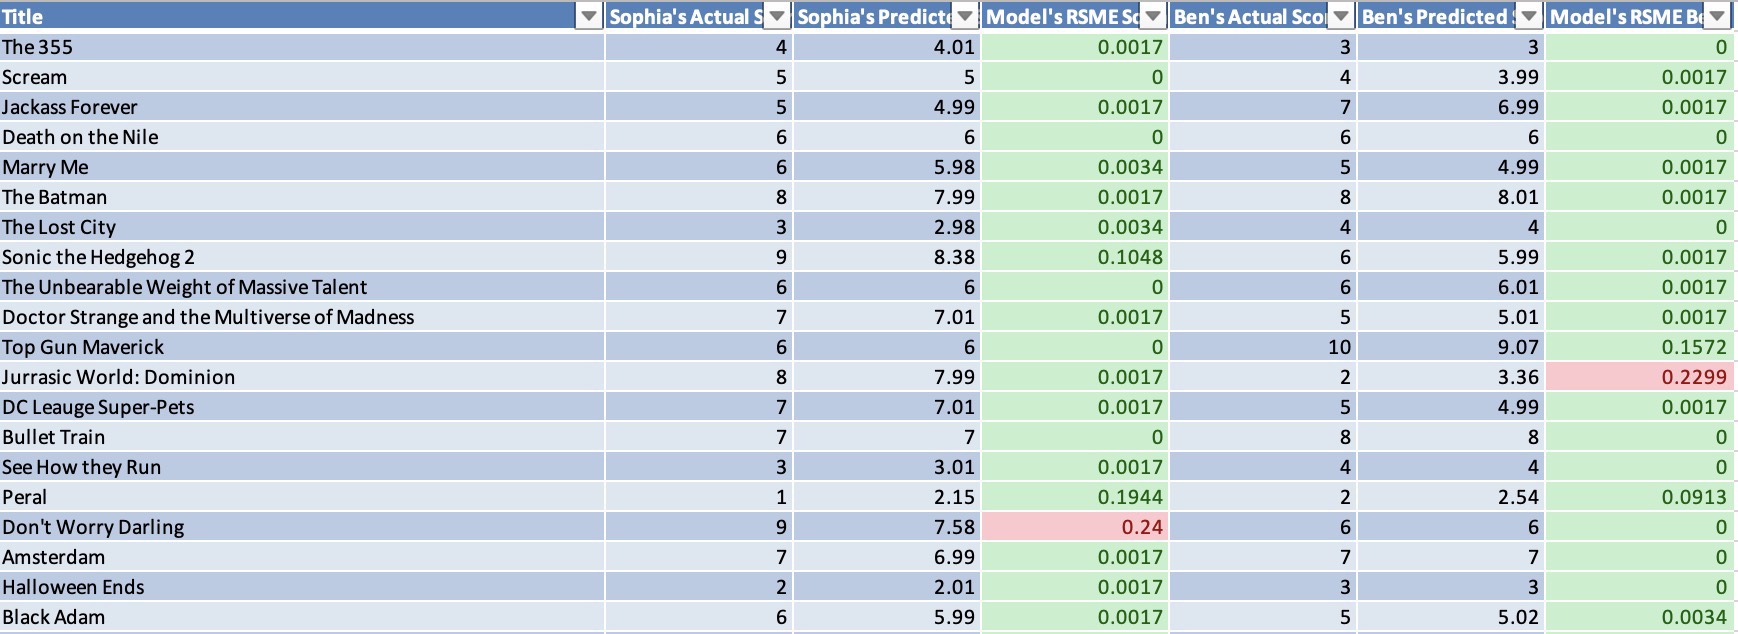 Title Sophia's Actual S Sophia's Predicte Model's RSME Sc Ben's Actual Scor Ben's Predicted Model's RSME Be
The 355 4 4.01 0.0017 3 3 0
Scream 5 5 0 4 3.99 0.0017
Jackass Forever 5 4.99 0.0017 7 6.99 0.0017
Death on the Nile 6 6 0 6 6 0
Marry Me 6 5.98 0.0034 5 4.99 0.0017
The Batman 8 7.99 0.0017 8 8.01 0.0017
The Lost City 3 2.98 0.0034 4 4 0
Sonic the Hedgehog 2 9 8.38 0.1048 6 5.99 0.0017
The Unbearable Weight of Massive Talent 6 6 0 6 6.01 0.0017
Doctor Strange and the Multiverse of Madness 7 7.01 0.0017 5 5.01 0.0017
Top Gun Maverick 6 6 0 10 9.07 0.1572
Jurrasic World: Dominion 8 7.99 0.0017 2 3.36 0.2299
DC Leauge Super-Pets 7 7.01 0.0017 5 4.99 0.0017
Bullet Train 7 7 0 8 8 0
See How they Run 3 3.01 0.0017 4 4 0
Peral 1 2.15 0.1944 2 2.54 0.0913
Don't Worry Darling 9 7.58 0.24 6 6 0
Amsterdam 7 6.99 0.0017 7 7 0
Halloween Ends 2 2.01 0.0017 3 3 0
Black Adam 6 5.99 0.0017 5 5.02 0.0034